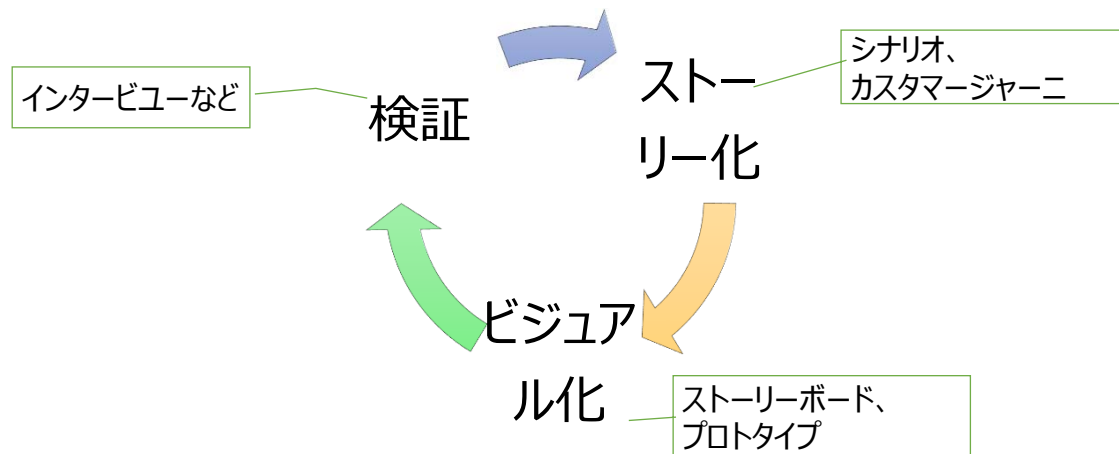 シナリオ、
カスタマージャーニ
ストー
リー化
インタービユーなど
検証
ビジュア
ル化
ストーリーボード、
プロトタイプ